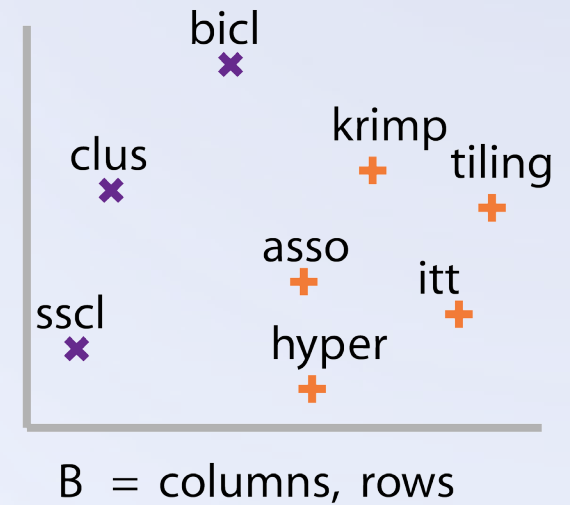 bicl
krimp
clus
tiling
asso
itt
sscl
hyper
B = columns, rows